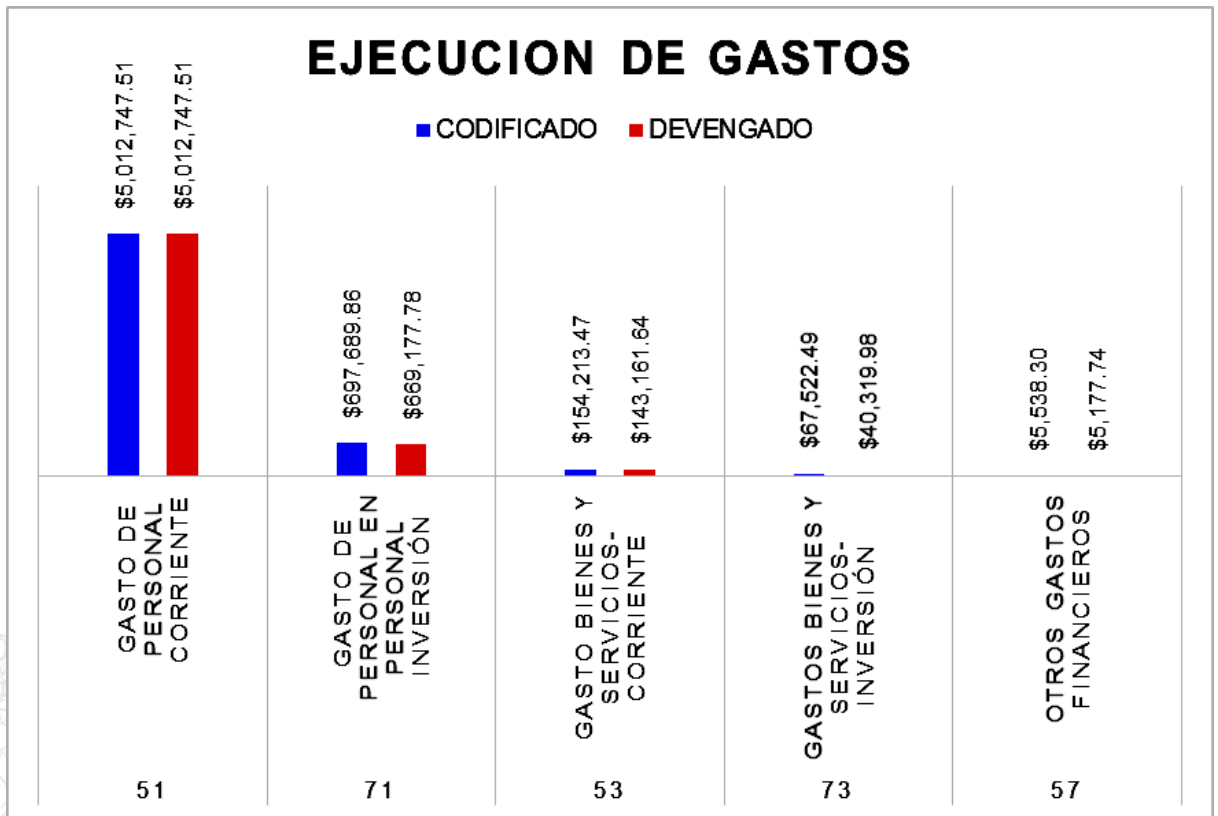 EJECUCION DE GASTOS
CODIFICADO DEVENGADO
$5,012,747.51
$5,012,747.51
$697,689.86
$669,177.78
$154,213.47
$143,161.64
$67,522.49
$40,319.98
$5,538.30
$5,177.74
GASTO DE
PERSONAL
CORRIENTE
GASTO DE
PERSONAL EN
PERSONAL
INVERSIÓN
GASTO BIENES Y
SERVICIOS-
CORRIENTE
GASTOS BIENES Y
SERVICIOS-
INVERSIÓN
OTROS GASTOS
FINANCIEROS
51 71 53 73 57